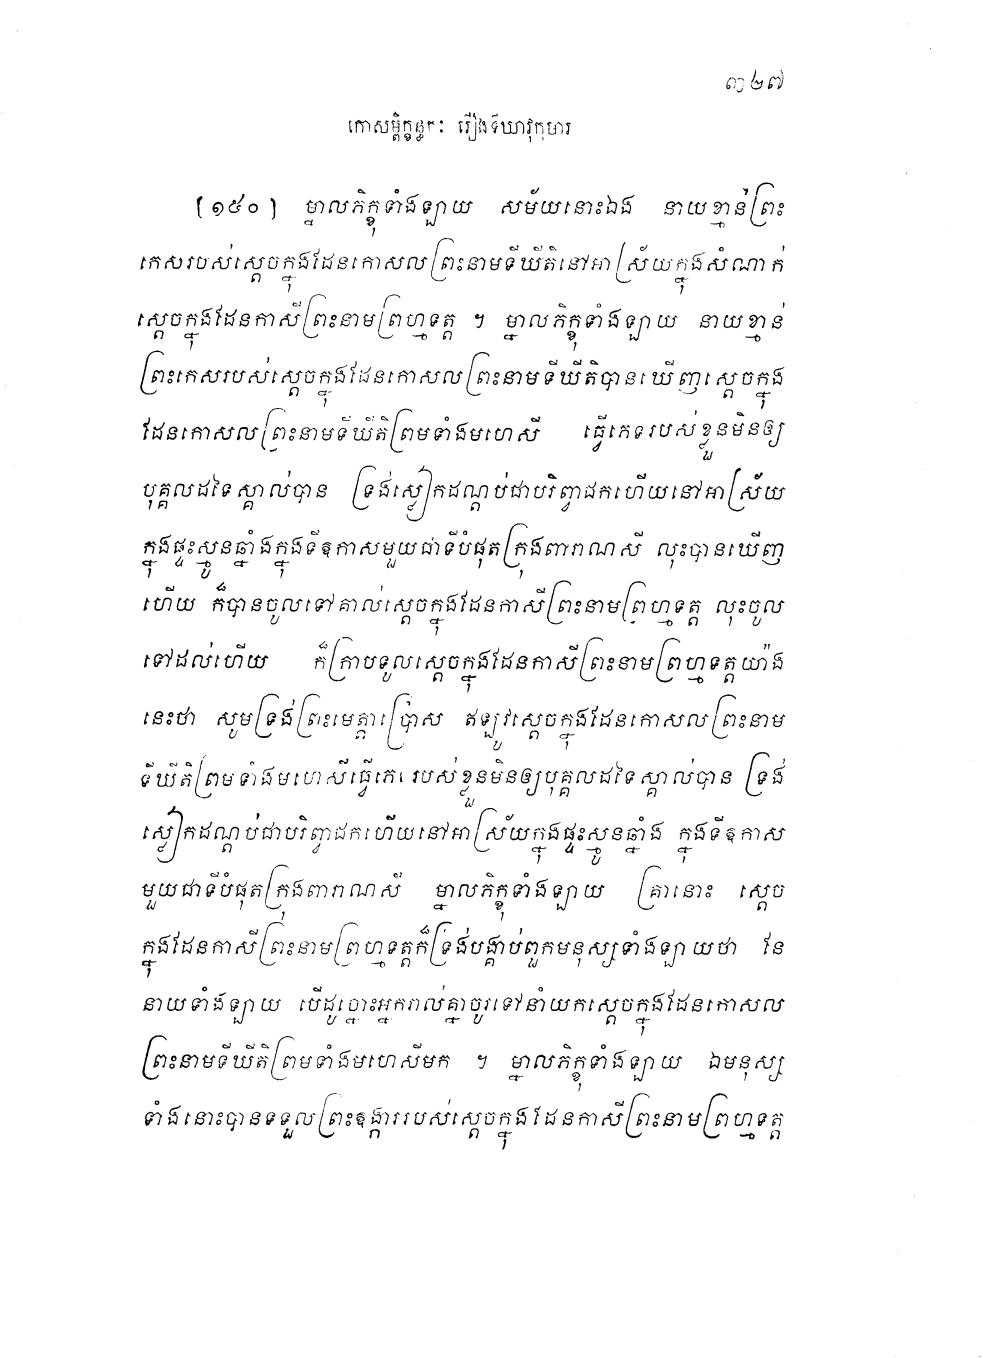 ៣២៧
កោសម្ពិក្ខន្ធកៈ រឿងទីឃាវុកុមារ
(១៥០) ម្នាលភិក្ខុទាំងឡាយ សម័យនោះឯង នាយខ្មាន់ព្រះ
កេសរបស់ស្តេចក្នុងដែនកោសលព្រះនាមទីឃីតិនៅអាស្រ័យក្នុងសំណាក់
ស្តេចក្នុងដែនកាសីព្រះនាមព្រហ្មទត្ត ។ ម្នាលភិក្ខុទាំងឡាយ នាយខ្មាន់
ព្រះកេសរបស់ស្តេចក្នុងដែនកោសលព្រះនាមទីឃីតិបានឃើញស្តេចក្នុង
ដែនកោសលព្រះនាមទីឃីតិព្រមទាំងមហេសី ធ្វើភេទរបស់ខ្លួនមិនឲ្យ
បុគ្គលដទៃស្គាល់បាន ទ្រង់ស្លៀកដណ្តប់ជាបរិព្វាជកហើយនៅអាស្រ័យ
ក្នុងផ្ទះស្មូនឆ្នាំងក្នុងទីឱកាសមួយជាទីបំផុតក្រុងពារាណសី លុះបានឃើញ
ហើយ ក៏បានចូលទៅគាល់ស្តេចក្នុងដែនកាសីព្រះនាមព្រហ្មទត្ត លុះចូល
ទៅដល់ហើយ ក៏ក្រាបទូលស្តេចក្នុងដែនកាសីព្រះនាមព្រហ្មទត្តយ៉ាង
នេះថា សូមទ្រង់ព្រះមេត្តាប្រោស ឥឡូវស្តេចក្នុងដែនកោសលព្រះនាម
ទីឃីតិព្រមទាំងមហេសីធ្វើភេទរបស់ខ្លួនមិនឲ្យបុគ្គលដទៃស្គាល់បាន ទ្រង់
ស្លៀកដណ្តប់ជាបរិព្វាជកហើយនៅអាស្រ័យក្នុងផ្ទះស្មូនឆ្នាំង ក្នុងទីឱកាស
មួយជាទីបំផុតក្រុងពារាណសី ម្នាលភិក្ខុទាំងឡាយ គ្រានោះ ស្តេច
ក្នុងដែនកាសីព្រះនាមព្រហ្មទត្តក៏ទ្រង់បង្គាប់ពួកមនុស្សទាំងឡាយថា នែ
នាយទាំងឡាយ បើដូច្នោះអ្នករាល់គ្នាចូរទៅនាំយកស្តេចក្នុងដែនកោសល
ព្រះនាមទីឃីតិព្រមទាំងមហេសីមក ។ ម្នាលភិក្ខុទាំងឡាយ ឯមនុស្ស
ទាំងនោះបានទទួលព្រះឱង្ការរបស់ស្តេចក្នុងដែនកាសីព្រះនាមព្រហ្មទត្ត